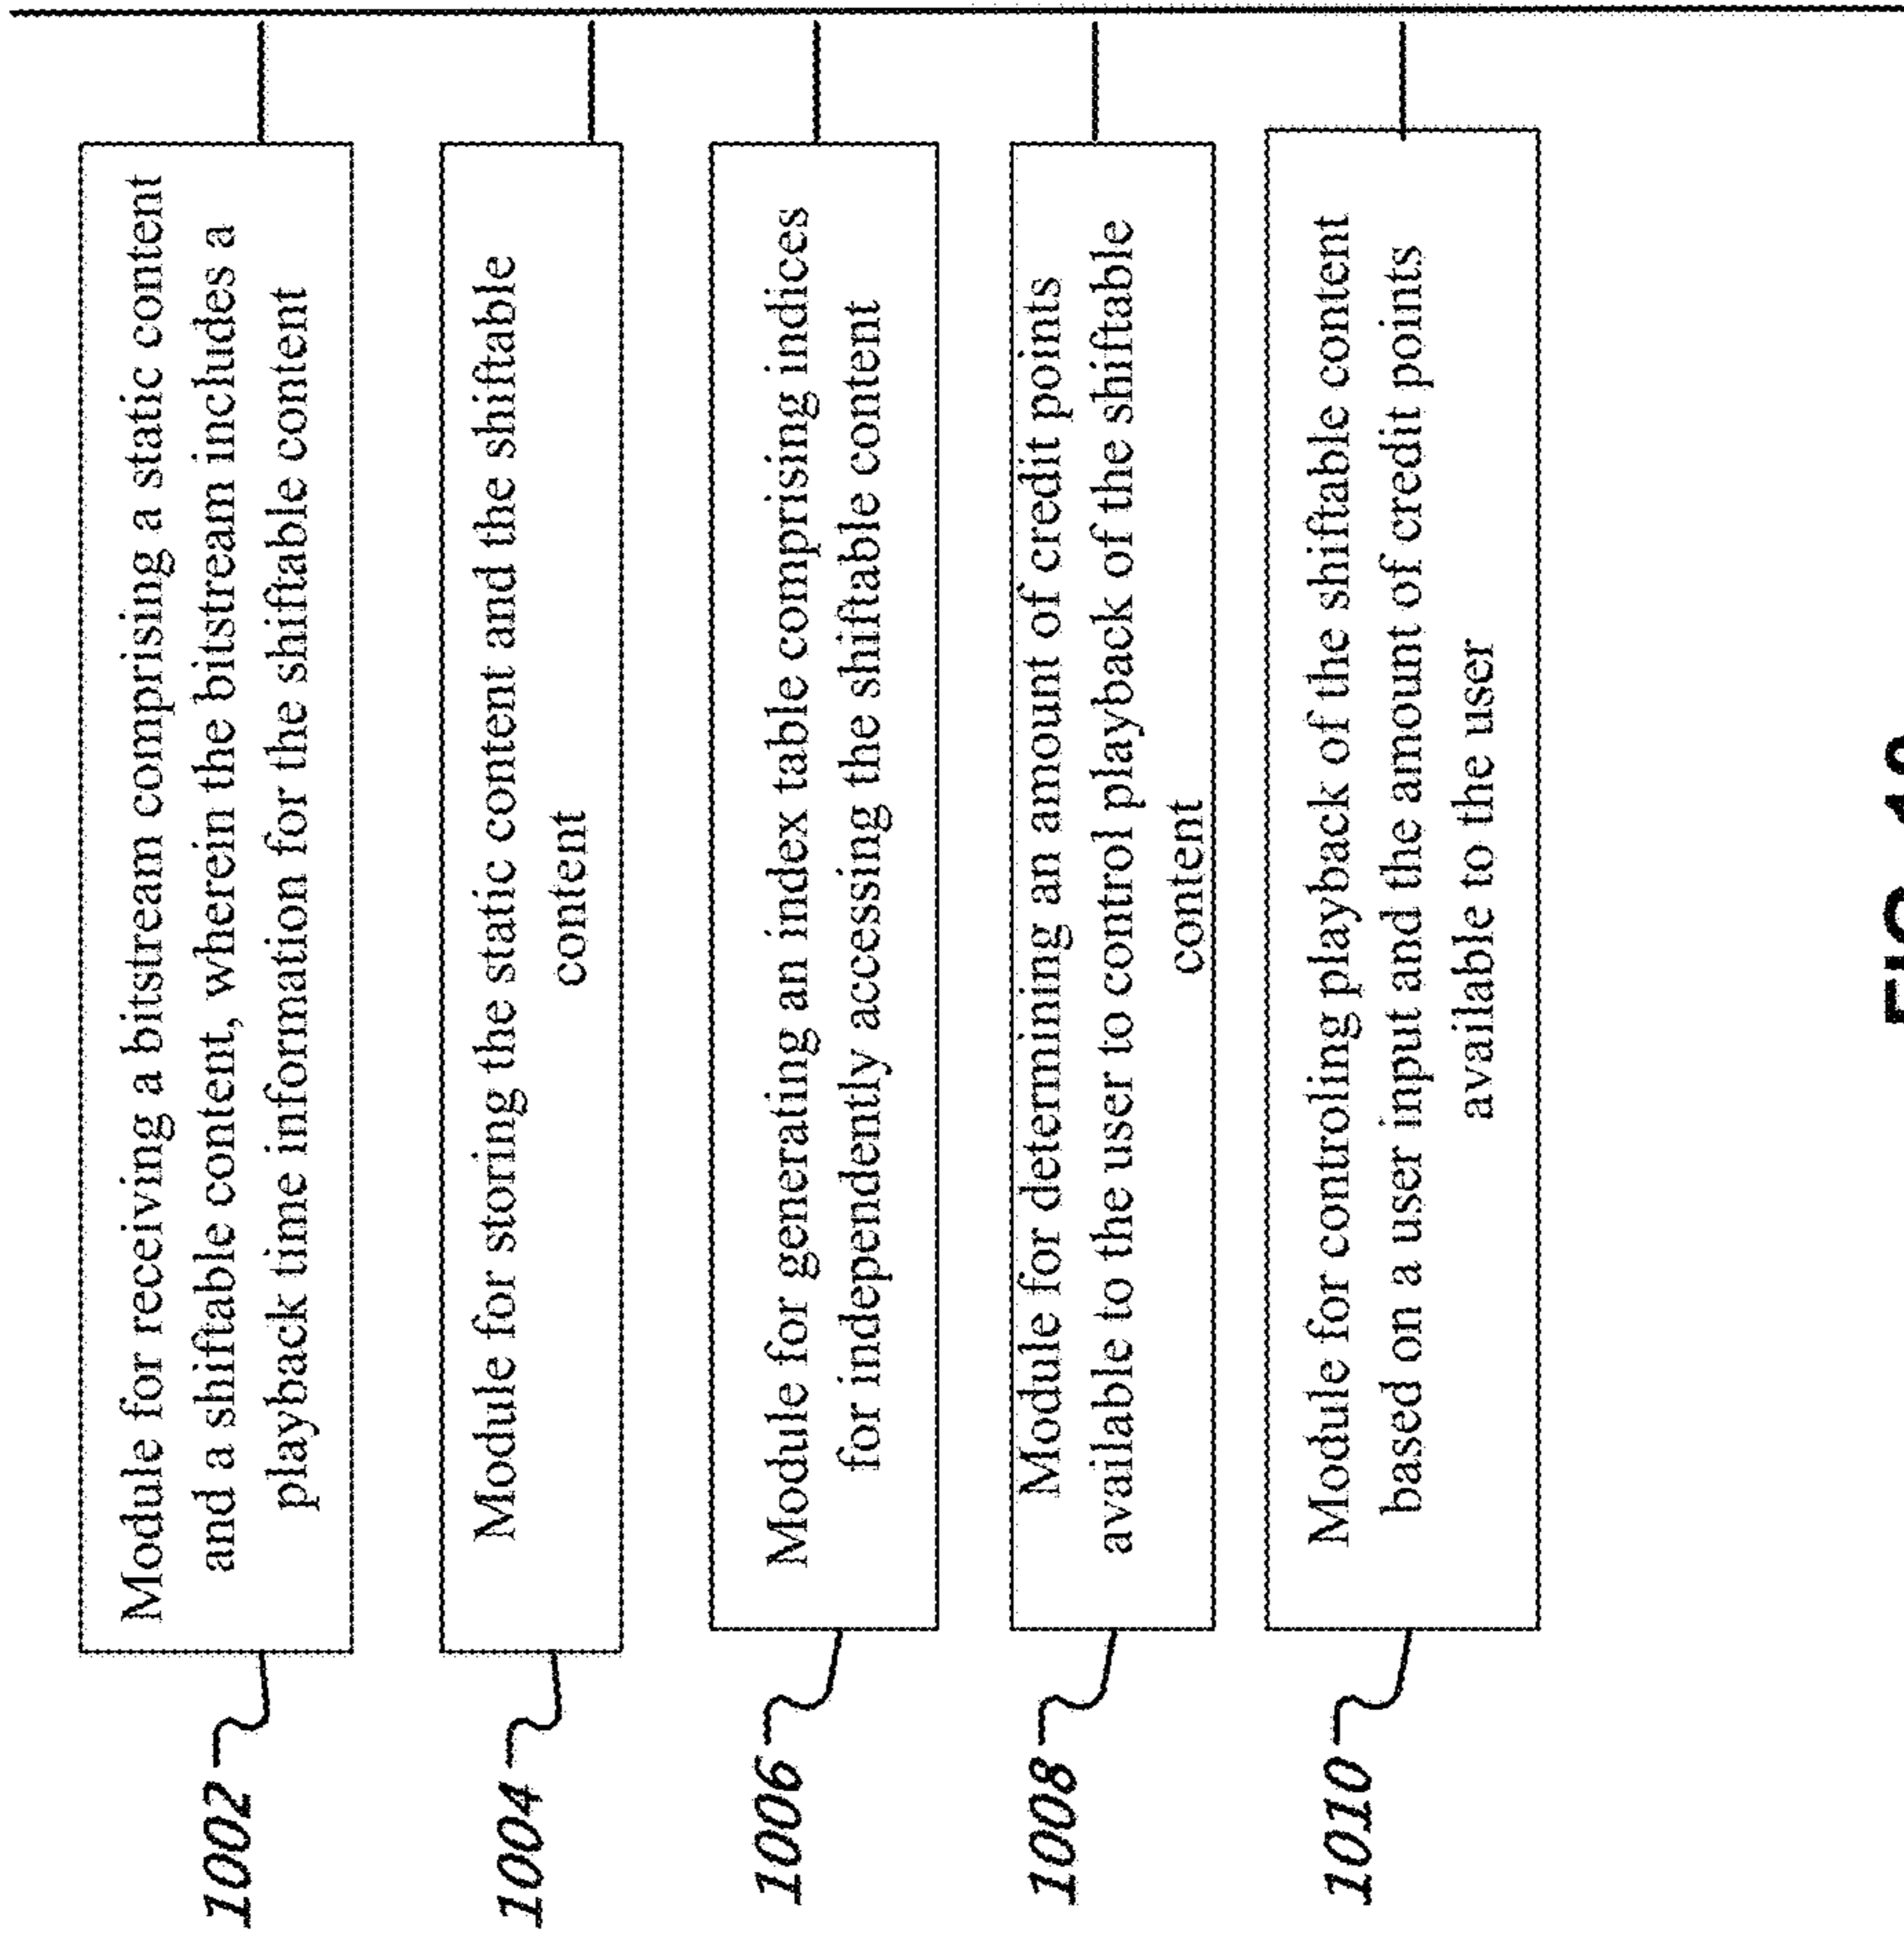 1002
Module for receiving a bitstream comprising a static content
and a shiftable content, wherein the bitstream includes a
playback time information for the shiftable content
1004
Module for storing the static content and the shiftable
content
1006
Module for generating an index table comprising indices
for independently accessing the shiftable content
1008
Module for determining an amount of credit points
available to the user to control playback of the shiftable
content
1010
Module for controling playback of the shiftable content
based on a user input and the amount of credit points
available to the user